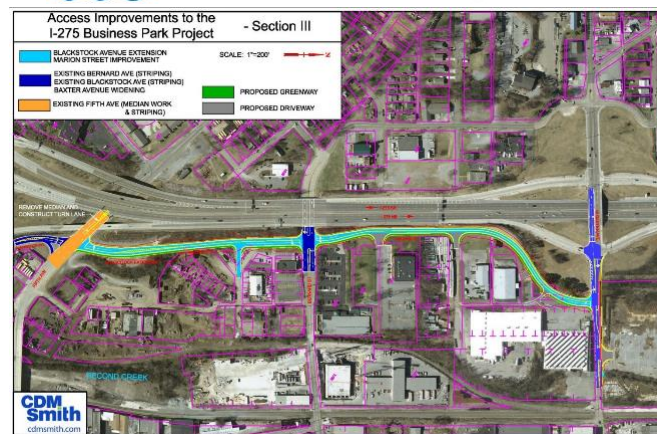 Access Improvements to the
I-275 Business Park Project - Section III
BLACKSTOCK AVENUE EXTENSION
MARION STREET IMPROVEMENT
SCALE: 1"=200'
EXISTING BERNARD AVE (STRIPING)
EXISTING BLACKSTOCK AVE (STRIPING)
BAXTER AVENUE WIDENING
PROPOSED GREENWAY
EXISTING FIFTH AVE (MEDIAN WORK
& STRIPING)
PROPOSED DRIVEWAY
REMOVE MEDIAN AND
CONSTRUCT TURN LANE
SECOND CREEK
CDM
Smith
cdmsmith.com